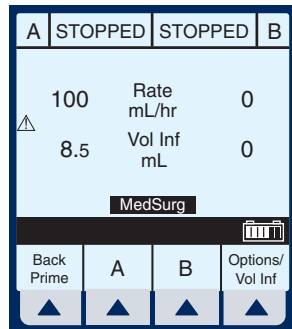 A STOPPED STOPPED B
100 Rate mL/hr 0
8.5 Vol Inf mL 0
MedSurg
Back Prime A B Options/ Vol Inf